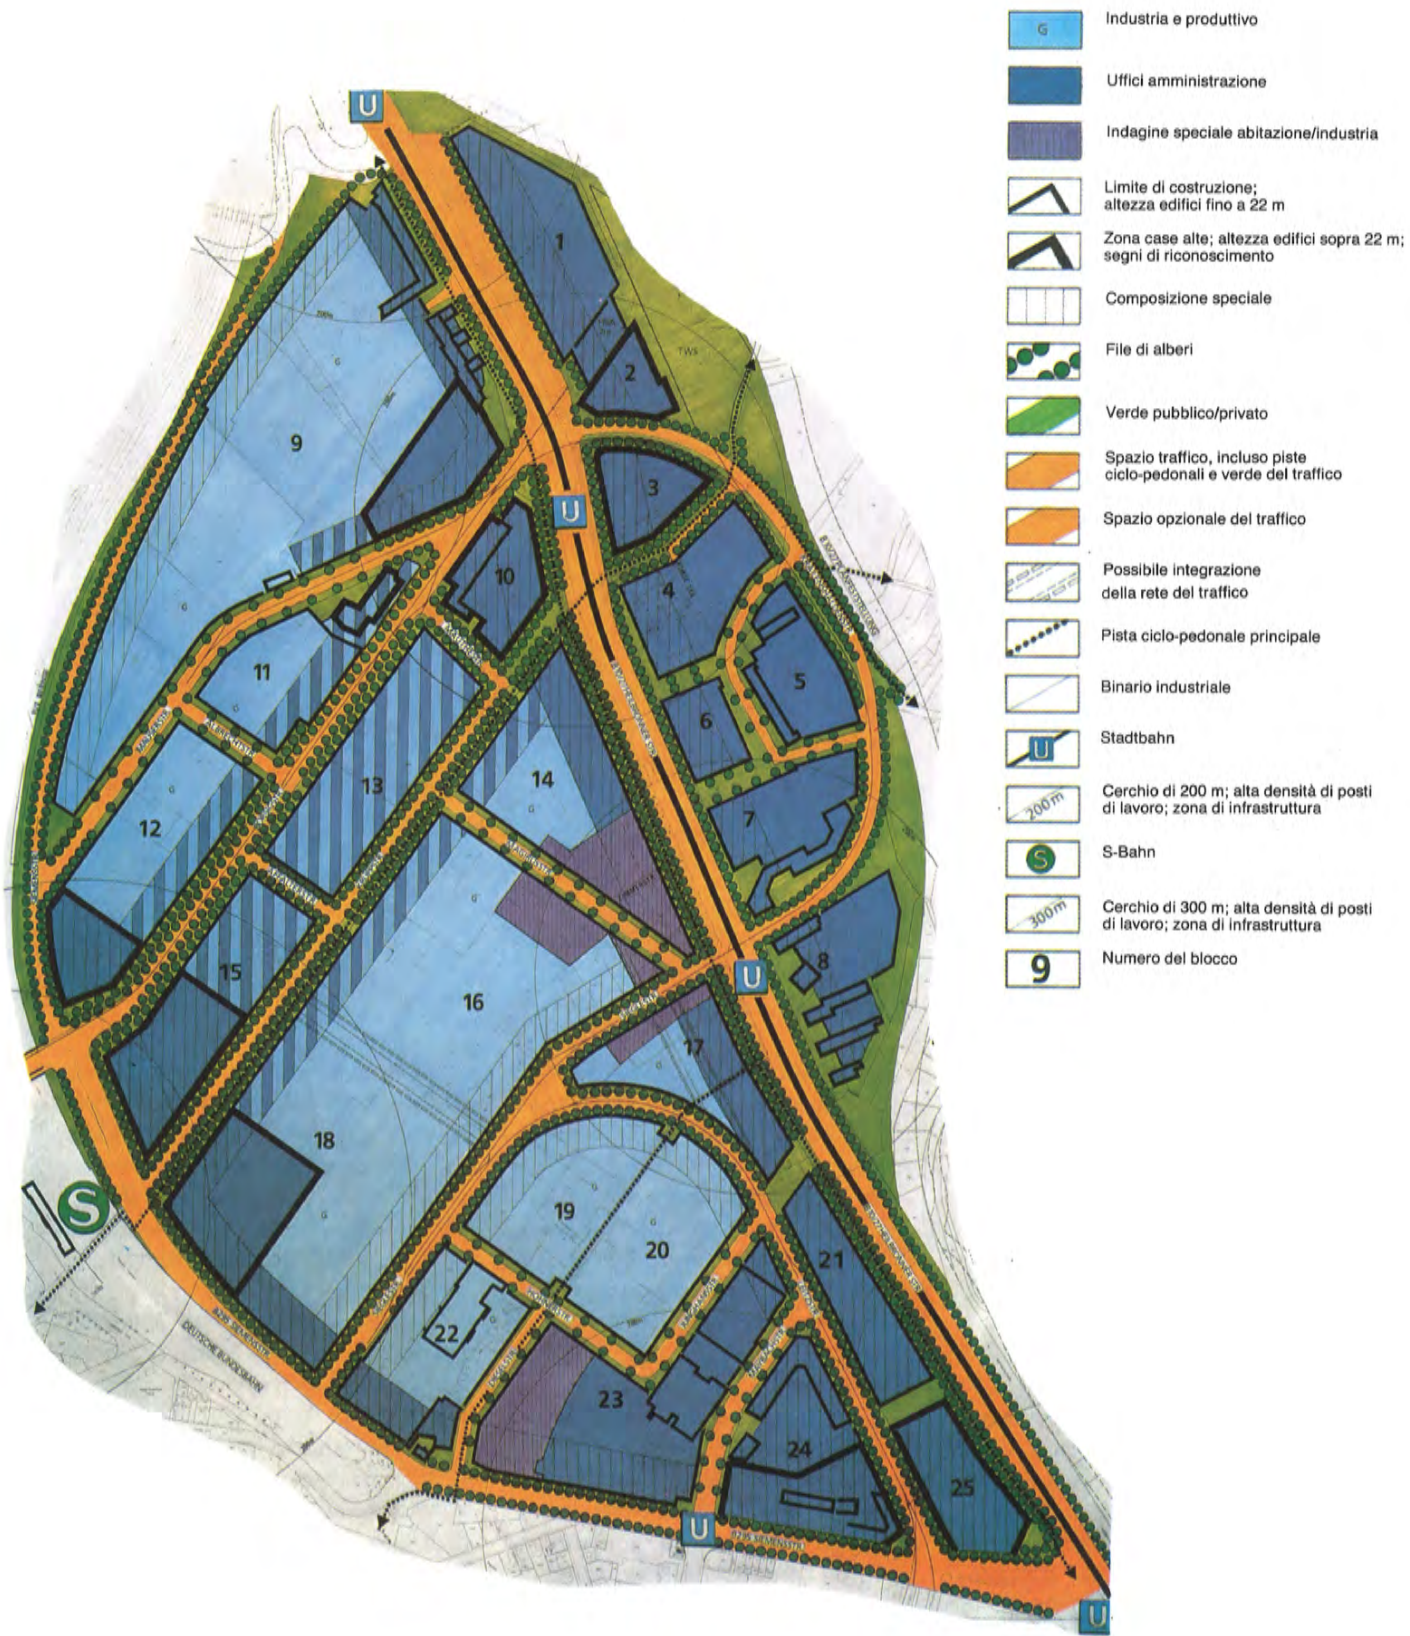 G
Industria e produttivo
Uffici amministrazione
Indagine speciale abitazione/industria
Limite di costruzione;
altezza edifici fino a 22 m
Zona case alte; altezza edifici sopra 22 m;
segni di riconoscimento
Composizione speciale
File di alberi
Verde pubblico/privato
Spazio traffico, incluso piste
ciclo-pedonali e verde del traffico
Spazio opzionale del traffico
Possibile integrazione
della rete del traffico
Pista ciclo-pedonale principale
Binario industriale
U
Stadtbahn
200m
Cerchio di 200 m; alta densità di posti
di lavoro; zona di infrastruttura
S
S-Bahn
300m
Cerchio di 300 m; alta densità di posti
di lavoro; zona di infrastruttura
9
Numero del blocco
U
1
2
TWS
9
3
U
10
4
11
5
6
13
14
12
7
8
15
U
16
17
18
S
19
20
21
22
23
24
25
U
U
DEUTSCHE BUNDESBAHN